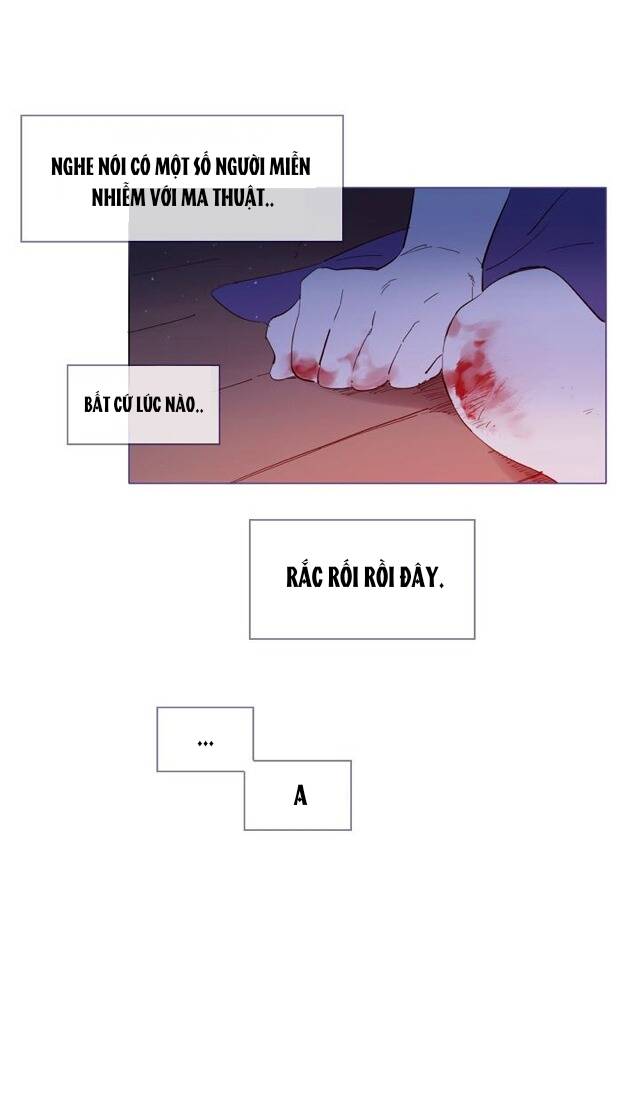 NGHE NÓI CÓ MỘT SỐ NGƯỜI MIỄN
NHIỄM VỚI MA THUẬT..
BẤT CỨ LÚC NÀO..
RẮC RỐI RỒI ĐÂY.
...
A